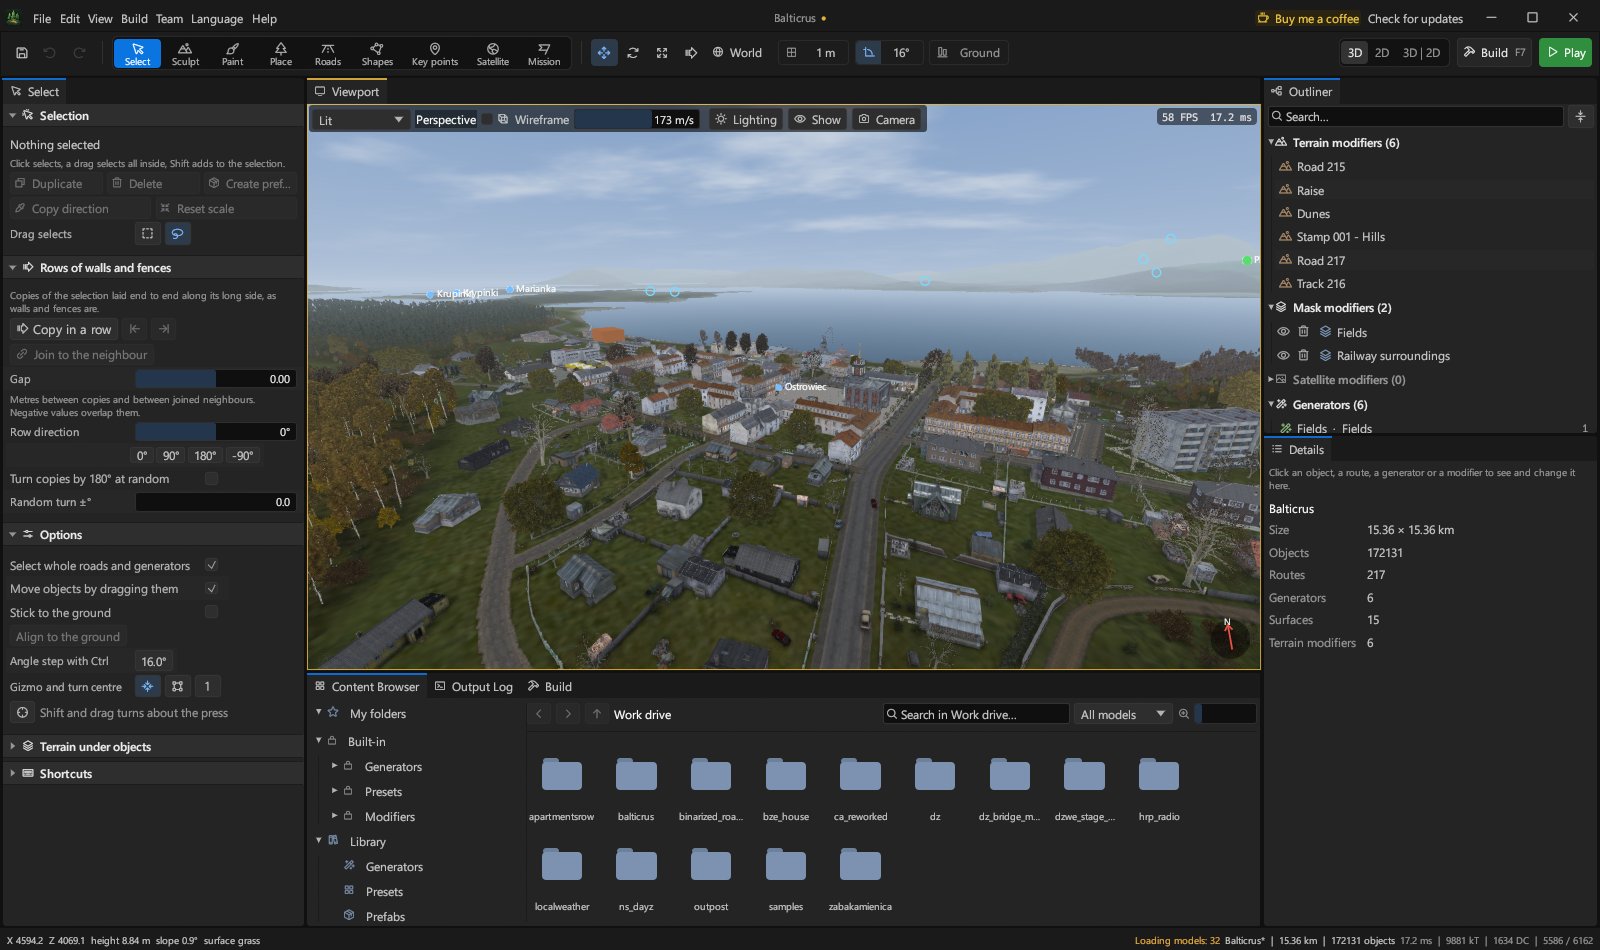 File Edit View Build Team Language Help
Balticrus
Buy me a coffee Check for updates
Select Sculpt Paint Place Roads Shapes Key points Satellite Mission
World 1 m 16° Ground
3D 2D 3D | 2D Build F7 Play
Select
Selection
Nothing selected
Click selects, a drag selects all inside, Shift adds to the selection.
Duplicate Delete Create pref...
Copy direction Reset scale
Drag selects
Rows of walls and fences
Copies of the selection laid end to end along its long side, as
walls and fences are.
Copy in a row
Join to the neighbour
Gap 0.00
Metres between copies and between joined neighbours.
Negative values overlap them.
Row direction 0°
0° 90° 180° -90°
Turn copies by 180° at random
Random turn ±° 0.0
Options
Select whole roads and generators
Move objects by dragging them
Stick to the ground
Align to the ground
Angle step with Ctrl 16.0°
Gizmo and turn centre 1
Shift and drag turns about the press
Terrain under objects
Shortcuts
Viewport
Lit Perspective Wireframe 173 m/s Lighting Show Camera
58 FPS 17.2 ms
Marianka
Ostrowiec
P
N
Content Browser Output Log Build
My folders
Built-in
Generators
Presets
Modifiers
Library
Generators
Presets
Prefabs
Work drive
Search in Work drive...
All models
apartmentsrow balticrus binarized_roa... bze_house ca_reworked dz dz_bridge_m... dzwe_stage_... hrp_radio
localweather ns_dayz outpost samples zabakamienica
Outliner
Search...
Terrain modifiers (6)
Road 215
Raise
Dunes
Stamp 001 - Hills
Road 217
Track 216
Mask modifiers (2)
Fields
Railway surroundings
Satellite modifiers (0)
Generators (6)
Fields · Fields 1
Details
Click an object, a route, a generator or a modifier to see and change it
here.
Balticrus
Size 15.36 × 15.36 km
Objects 172131
Routes 217
Generators 6
Surfaces 15
Terrain modifiers 6
X 4594.2 Z 4069.1 height 8.84 m slope 0.9° surface grass
Loading models: 32 Balticrus* | 15.36 km | 172131 objects 17.2 ms | 9881 kT | 1634 DC | 5586 / 6162